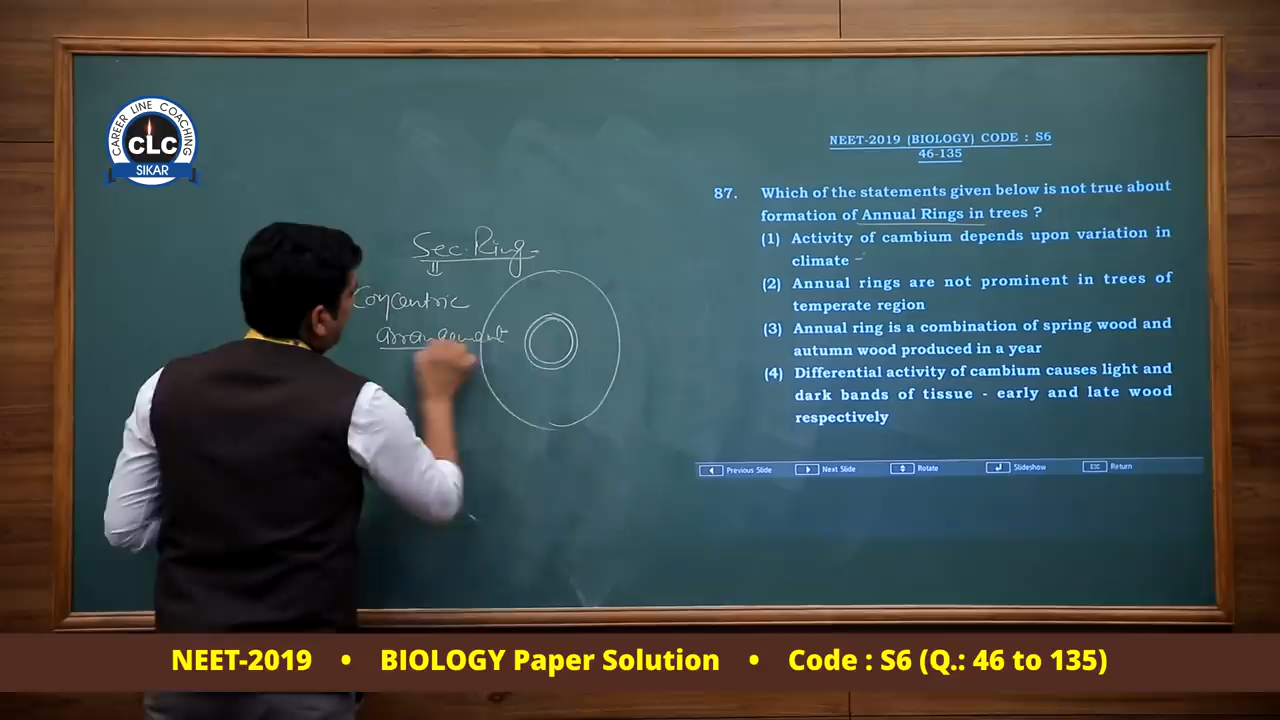 CAREER LINE COACHING
CLC
SIKAR
NEET-2019 (BIOLOGY) CODE : S6
46-135
87. Which of the statements given below is not true about
formation of Annual Rings in trees ?
(1) Activity of cambium depends upon variation in
climate
(2) Annual rings are not prominent in trees of
temperate region
(3) Annual ring is a combination of spring wood and
autumn wood produced in a year
(4) Differential activity of cambium causes light and
dark bands of tissue - early and late wood
respectively
Previous Slide Next Slide Rotate Slideshow ESC Return
Sec. Ring
Concentric
arrangement
NEET-2019 • BIOLOGY Paper Solution • Code : S6 (Q.: 46 to 135)